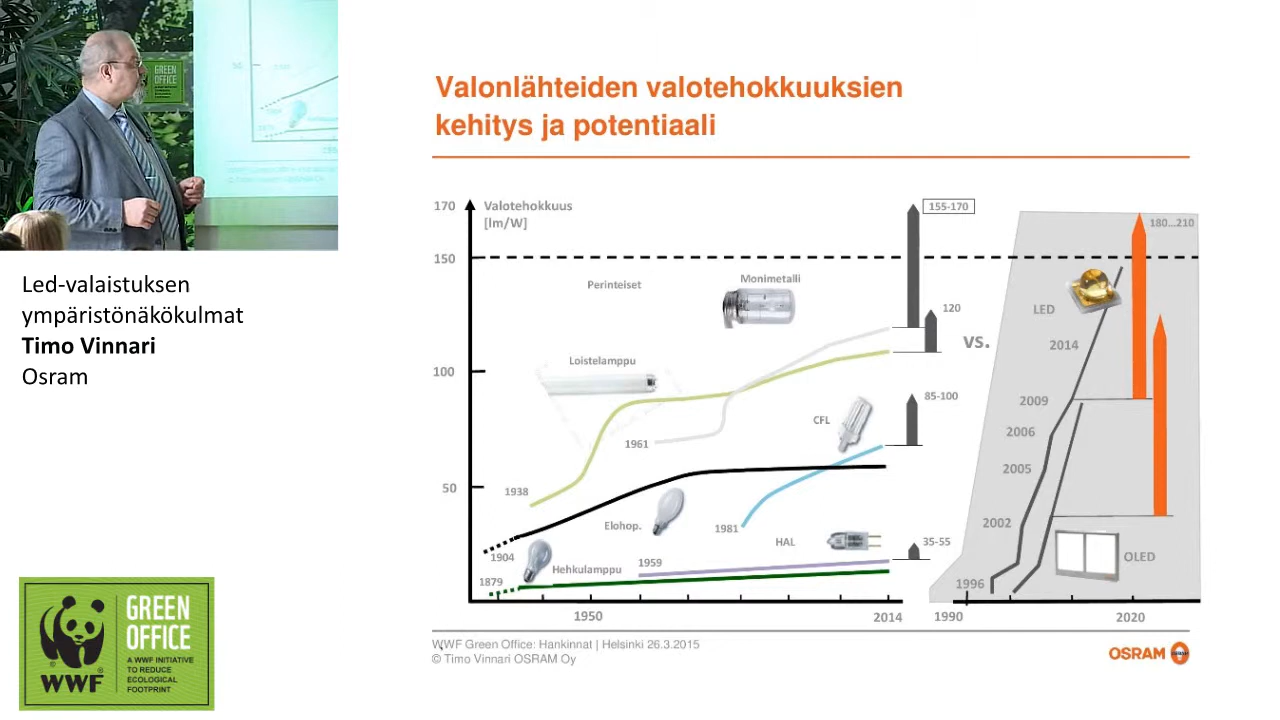 GREEN
OFFICE
Led-valaistuksen
ympäristönäkökulmat
Timo Vinnari
Osram
WWF
GREEN
OFFICE
A WWF INITIATIVE
TO REDUCE
ECOLOGICAL
FOOTPRINT
Valonlähteiden valotehokkuuksien
kehitys ja potentiaali
170
Valotehokkuus
[lm/W]
155-170
180...210
150
Perinteiset
Monimetalli
120
LED
VS.
2014
Loistelamppu
100
85-100
2009
CFL
2006
1961
2005
50
1938
2002
Elohop.
1981
HAL
35-55
1904
1959
OLED
Hehkulamppu
1879
1996
1950
2014
1990
2020
WWF Green Office: Hankinnat | Helsinki 26.3.2015
© Timo Vinnari OSRAM Oy
OSRAM